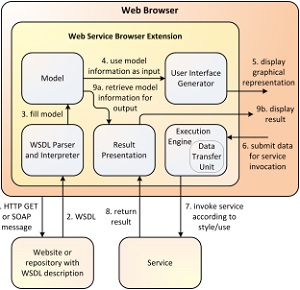 Web Browser
Web Service Browser Extension
Model
4. use model
information as input
User Interface
Generator
5. display
graphical
representation
9a. retrieve model
information for
output
3. fill model
9b. display
result
WSDL Parser
and Interpreter
Result
Presentation
Execution
Engine
Data
Transfer
Unit
6. submit data
for service
invocation
. HTTP GET
or SOAP
message
2. WSDL
8. return
result
7. Invoke service
according to
style/use
Website or
repository with
WSDL description
Service